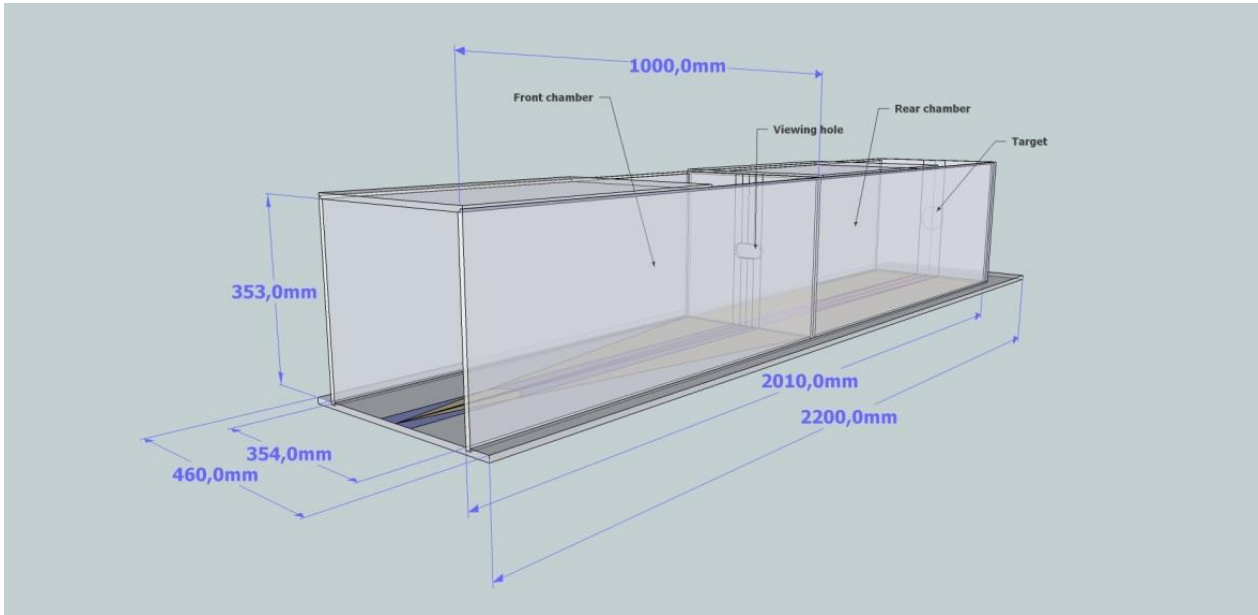 1000,0mm
Front chamber
Rear chamber
Viewing hole
Target
353,0mm
2010,0mm
2200,0mm
354,0mm
460,0mm